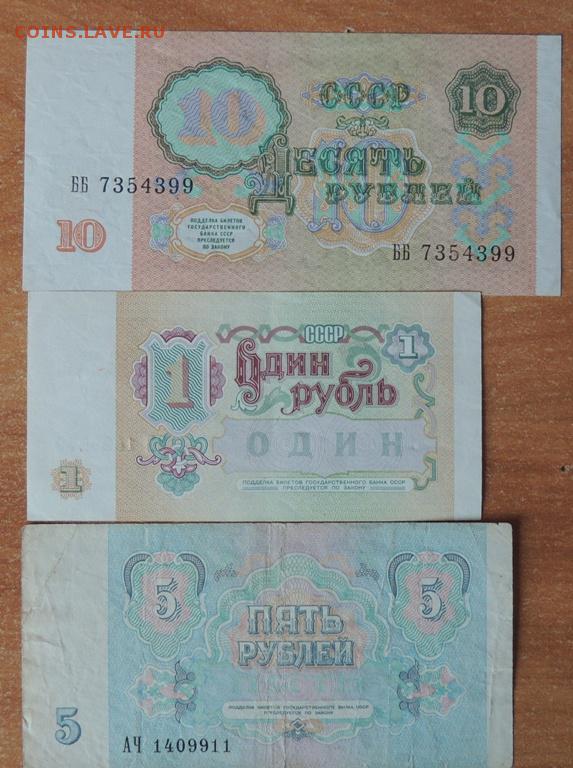 COINS.LAVE.RU
10
СССР
10
ДЕСЯТЬ
РУБЛЕЙ
10
ББ 7354399
ПОДДЕЛКА БИЛЕТОВ
ГОСУДАРСТВЕННОГО
БАНКА СССР
ПРЕСЛЕДУЕТСЯ
ПО ЗАКОНУ
10
ББ 7354399
СССР
1
1
Один
рубль
ОДИН
1
ПОДДЕЛКА БИЛЕТОВ ГОСУДАРСТВЕННОГО БАНКА СССР
ПРЕСЛЕДУЕТСЯ ПО ЗАКОНУ
5
5
ПЯТЬ
РУБЛЕЙ
ПОДДЕЛКА БИЛЕТОВ ГОСУДАРСТВЕННОГО БАНКА СССР
ПРЕСЛЕДУЕТСЯ ПО ЗАКОНУ
5
АЧ 1409911